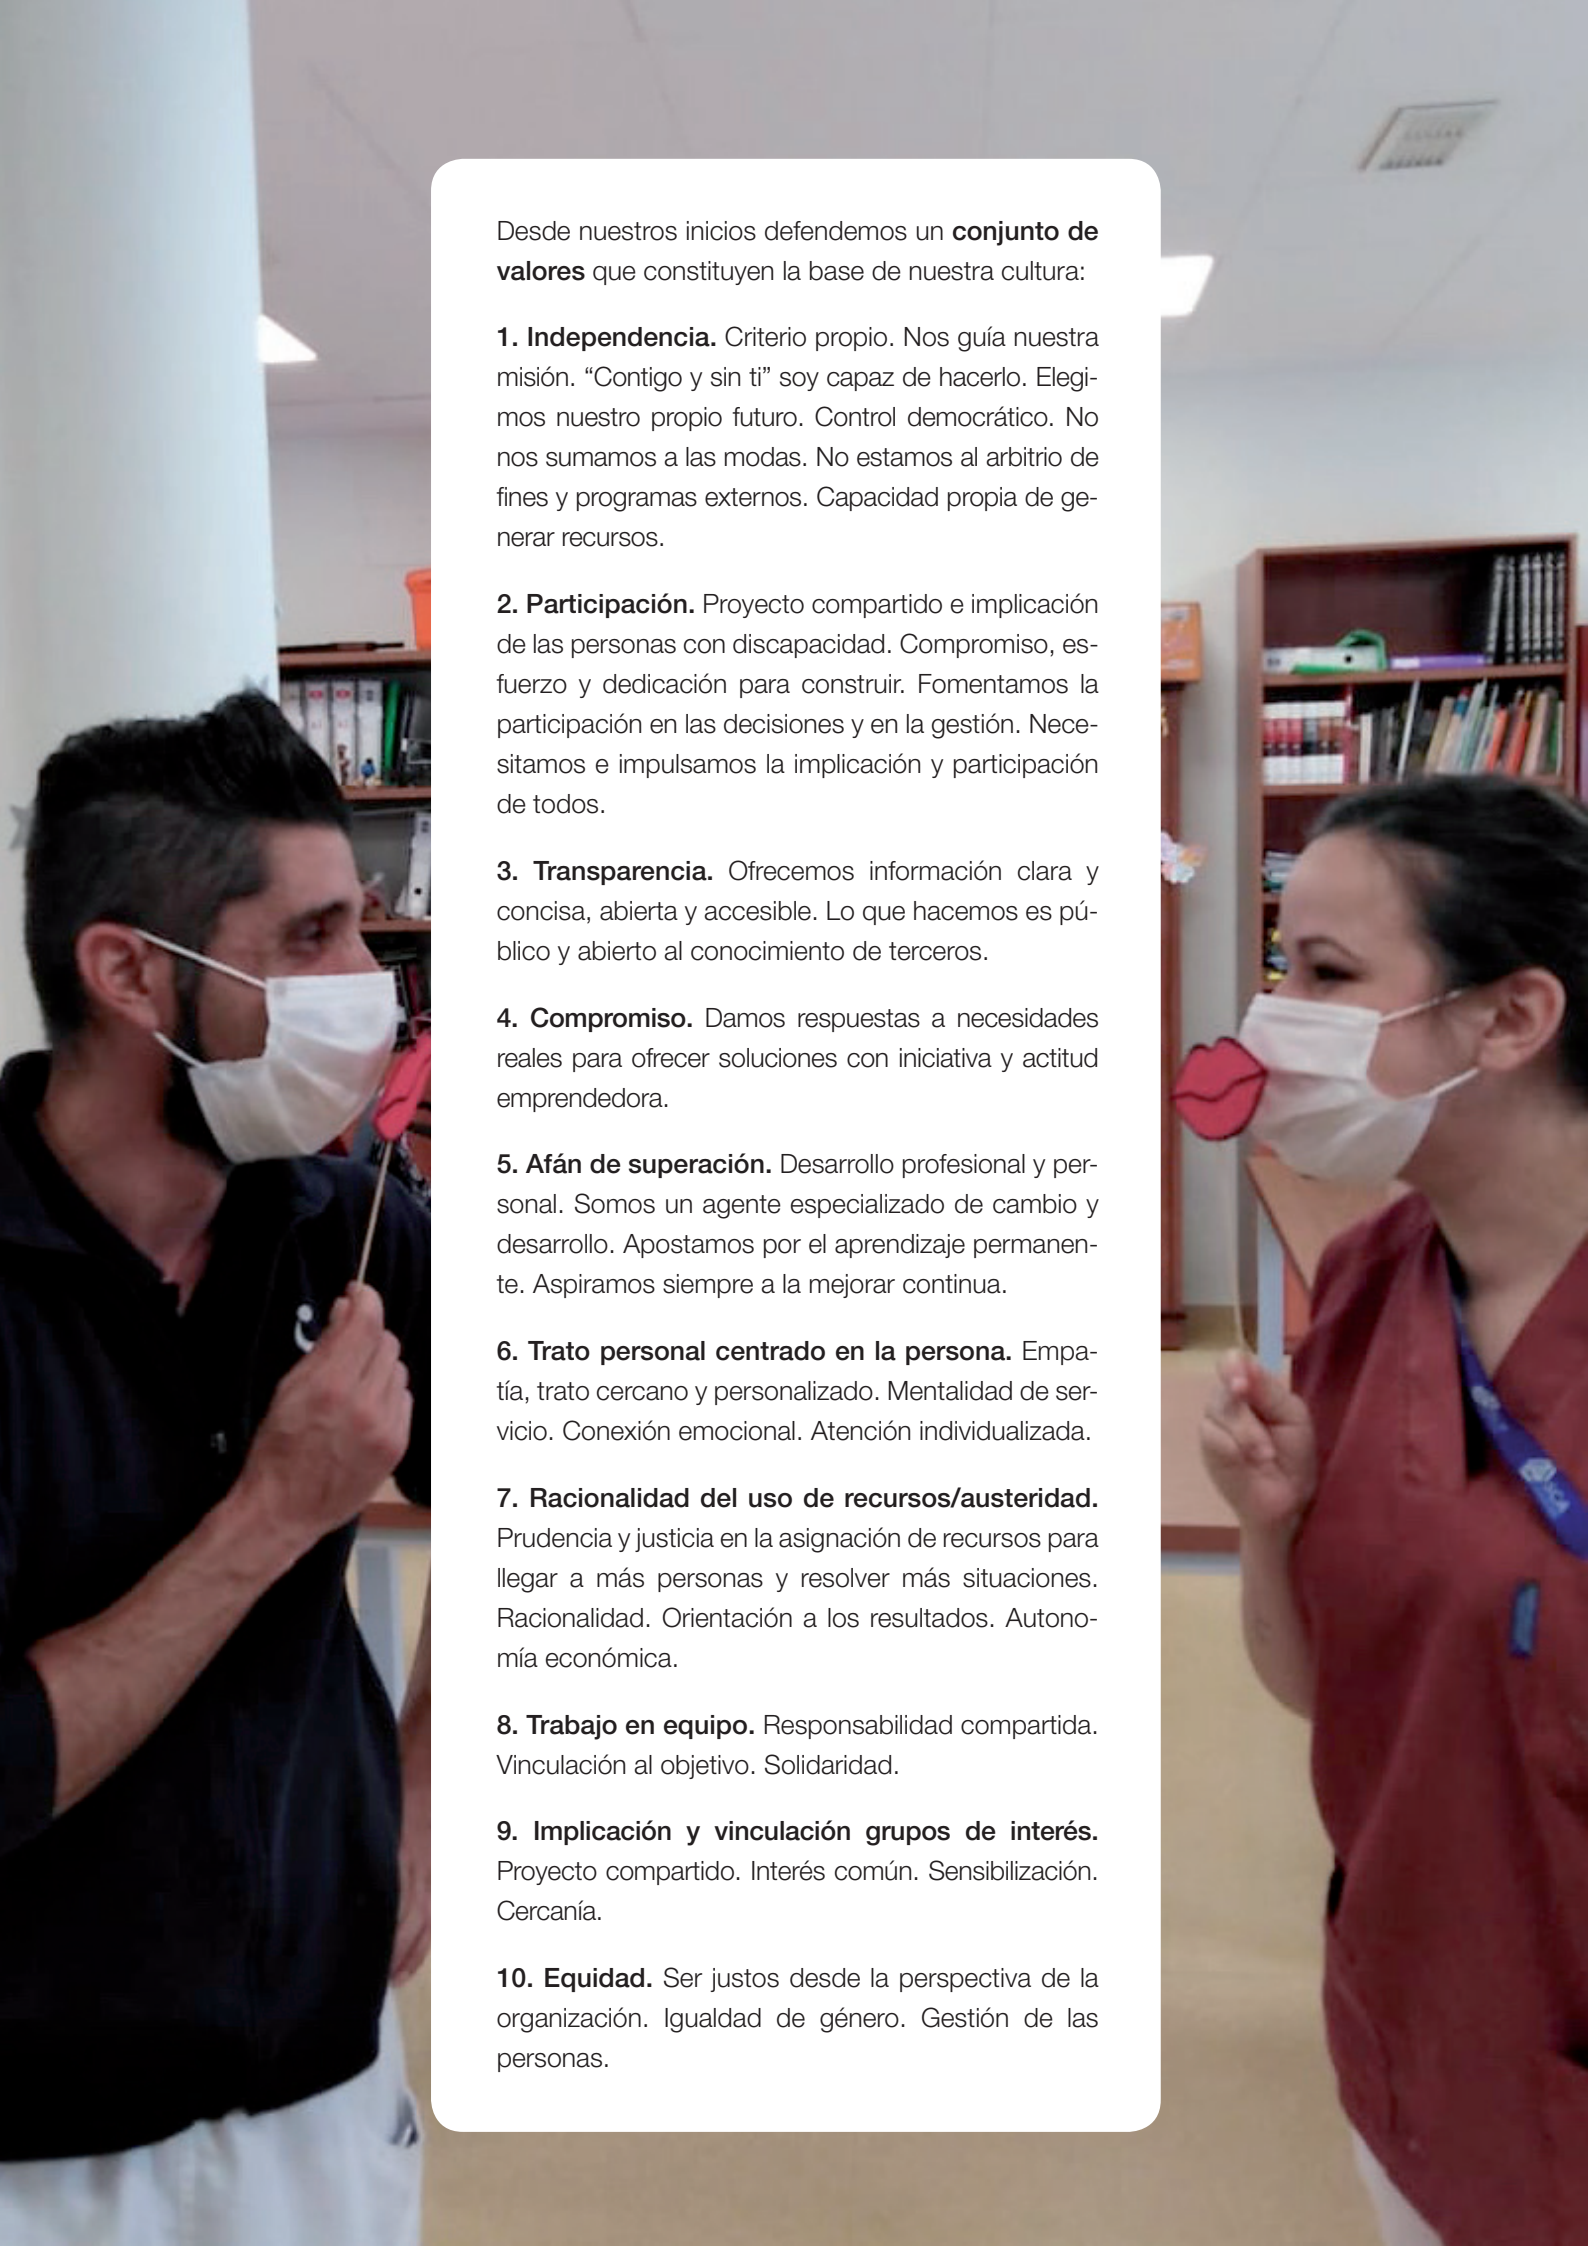 Desde nuestros inicios defendemos un conjunto de
valores que constituyen la base de nuestra cultura:
1. Independencia. Criterio propio. Nos guía nuestra
misión. “Contigo y sin ti” soy capaz de hacerlo. Elegi-
mos nuestro propio futuro. Control democrático. No
nos sumamos a las modas. No estamos al arbitrio de
fines y programas externos. Capacidad propia de ge-
nerar recursos.
2. Participación. Proyecto compartido e implicación
de las personas con discapacidad. Compromiso, es-
fuerzo y dedicación para construir. Fomentamos la
participación en las decisiones y en la gestión. Nece-
sitamos e impulsamos la implicación y participación
de todos.
3. Transparencia. Ofrecemos información clara y
concisa, abierta y accesible. Lo que hacemos es pú-
blico y abierto al conocimiento de terceros.
4. Compromiso. Damos respuestas a necesidades
reales para ofrecer soluciones con iniciativa y actitud
emprendedora.
5. Afán de superación. Desarrollo profesional y per-
sonal. Somos un agente especializado de cambio y
desarrollo. Apostamos por el aprendizaje permanen-
te. Aspiramos siempre a la mejorar continua.
6. Trato personal centrado en la persona. Empa-
tía, trato cercano y personalizado. Mentalidad de ser-
vicio. Conexión emocional. Atención individualizada.
7. Racionalidad del uso de recursos/austeridad.
Prudencia y justicia en la asignación de recursos para
llegar a más personas y resolver más situaciones.
Racionalidad. Orientación a los resultados. Autono-
mía económica.
8. Trabajo en equipo. Responsabilidad compartida.
Vinculación al objetivo. Solidaridad.
9. Implicación y vinculación grupos de interés.
Proyecto compartido. Interés común. Sensibilización.
Cercanía.
10. Equidad. Ser justos desde la perspectiva de la
organización. Igualdad de género. Gestión de las
personas.